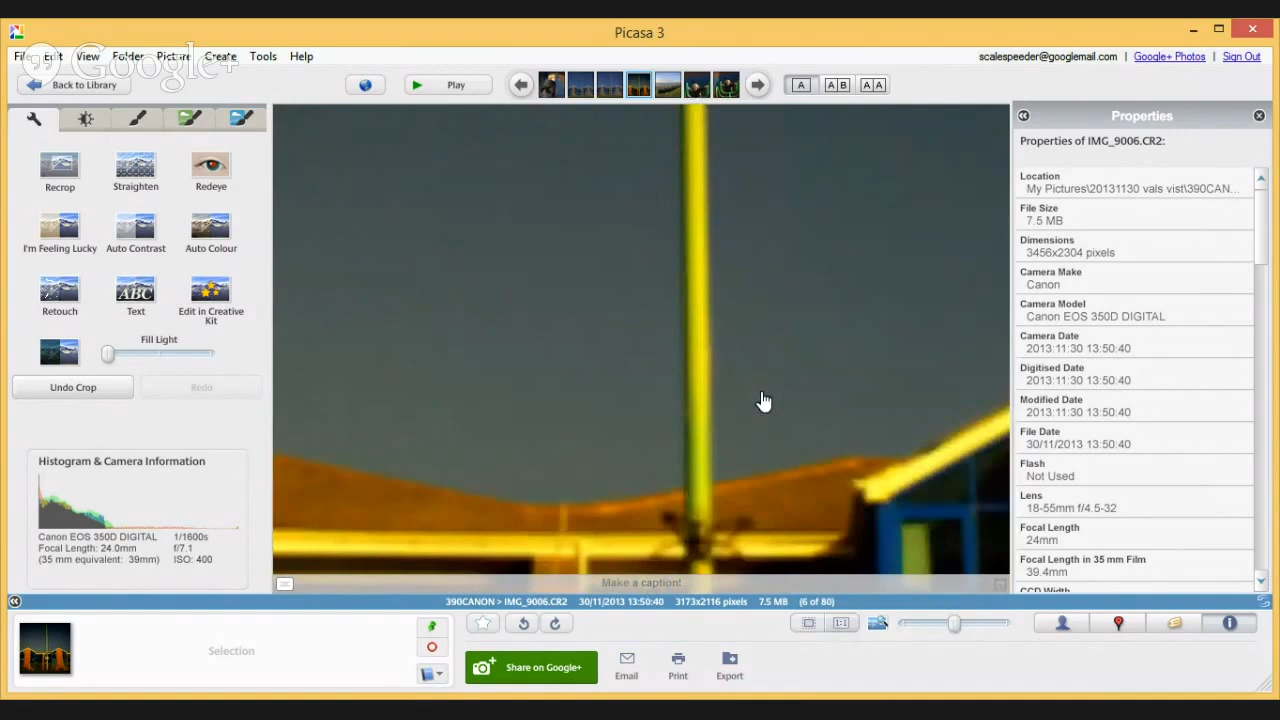 Picasa 3
File Edit View Folder Picture Create Tools
scalespeeder@googlemail.com | Google+ Photos | Sign Out
Google+
Back to Library
Play
A
A B
A A
Recrop
Straighten
Redeye
I'm Feeling Lucky
Auto Contrast
Auto Colour
ABC
Retouch
Text
Edit in Creative
Kit
Fill Light
Undo Crop
Redo
Histogram & Camera Information
Canon EOS 350D DIGITAL 1/1600s
Focal Length: 24.0mm f/7.1
(35 mm equivalent: 39mm) ISO: 400
Make a caption!
Properties
Properties of IMG_9006.CR2:
Location
My Pictures\20131130 vals vist\390CAN...
File Size
7.5 MB
Dimensions
3456x2304 pixels
Camera Make
Canon
Camera Model
Canon EOS 350D DIGITAL
Camera Date
2013:11:30 13:50:40
Digitised Date
2013:11:30 13:50:40
Modified Date
2013:11:30 13:50:40
File Date
30/11/2013 13:50:40
Flash
Not Used
Lens
18-55mm f/4.5-32
Focal Length
24mm
Focal Length in 35 mm Film
39.4mm
CCD Width
390CANON > IMG_9006.CR2 30/11/2013 13:50:40 3173x2116 pixels 7.5 MB (6 of 80)
Selection
1:1
Share on Google+
Email
Print
Export